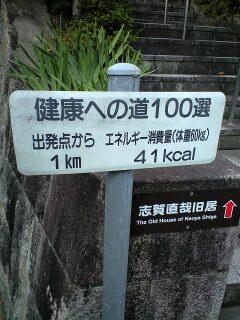 健康への道100選
出発点から エネルギー消費量(体重60kg)
1km 41kcal
志賀直哉旧居
The Old House of Naoya Shiga